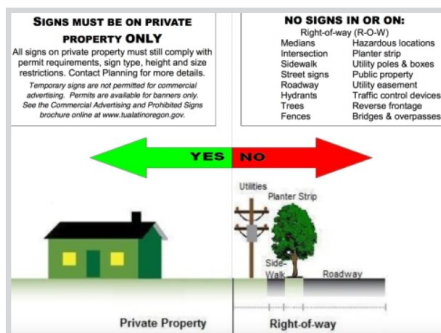 SIGNS MUST BE ON PRIVATE
PROPERTY ONLY
All signs on private property must still comply with
permit requirements, sign type, height and size
restrictions. Contact Planning for more details.
Temporary signs are not permitted for commercial
advertising. Permits are available for banners only.
See the Commercial Advertising and Prohibited Signs
brochure online at www.tualatinoregon.gov.
NO SIGNS IN OR ON:
Right-of-way (R-O-W)
Medians Hazardous locations
Intersection Planter strip
Sidewalk Utility poles & boxes
Street signs Public property
Roadway Utility easement
Hydrants Traffic control devices
Trees Reverse frontage
Fences Bridges & overpasses
YES NO
Utilities
Planter Strip
Side-
Walk
Roadway
Private Property
Right-of-way